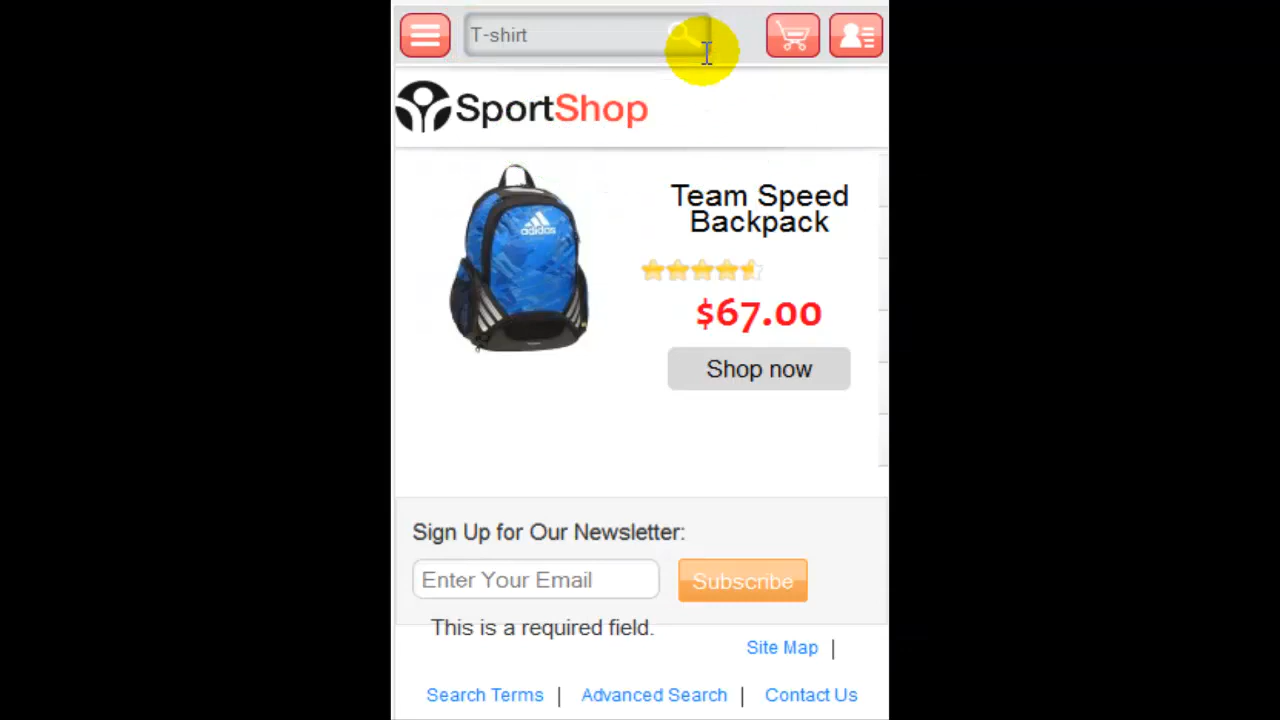 T-shirt
SportShop
adidas
Team Speed
Backpack
$67.00
Shop now
Sign Up for Our Newsletter:
Enter Your Email
Subscribe
This is a required field.
Site Map |
Search Terms | Advanced Search | Contact Us